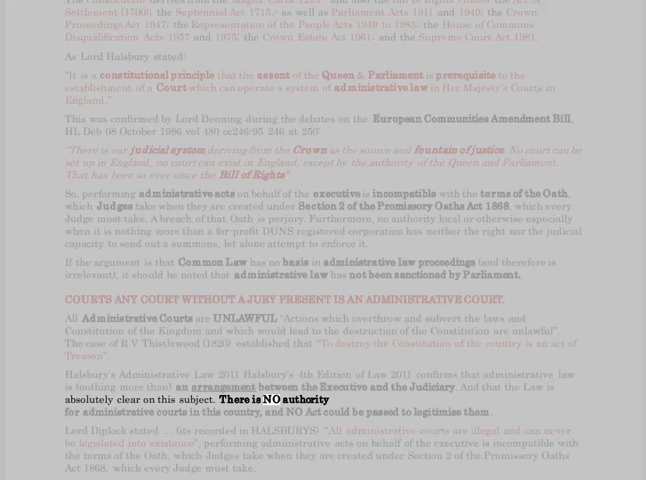 The Constitution derives from the Magna Carta 1215 and also the Bill of Rights the Act of
Settlement (1700); the Septennial Act 1715.- as well as Parliament Acts 1911 and 1949; the Crown
Proceedings Act 1947; the Representation of the People Acts 1949 to 1983; the House of Commons
Disqualification Acts 1957 and 1975; the Crown Estate Act 1961; and the Supreme Court Act 1981.
As Lord Halsbury stated:
"It is a constitutional principle that the assent of the Queen & Parliament is prerequisite to the
establishment of a Court which can operate a system of administrative law in Her Majesty's Courts in
England."
This was confirmed by Lord Denning during the debates on the European Communities Amendment Bill,
HL Deb 08 October 1986 vol 480 cc246-95 246 at 250:
"There is our judicial system deriving from the Crown as the source and fountain of justice. No court can be
set up in England, no court can exist in England, except by the authority of the Queen and Parliament.
That has been so ever since the Bill of Rights"
So, performing administrative acts on behalf of the executive is incompatible with the terms of the Oath,
which Judges take when they are created under Section 2 of the Promissory Oaths Act 1868, which every
Judge must take. A breach of that Oath is perjury. Furthermore, no authority local or otherwise especially
when it is nothing more than a for-profit DUNS registered corporation has neither the right nor the judicial
capacity to send out a summons, let alone attempt to enforce it.
If the argument is that Common Law has no basis in administrative law proceedings (and therefore is
irrelevant), it should be noted that administrative law has not been sanctioned by Parliament.
COURTS ANY COURT WITHOUT A JURY PRESENT IS AN ADMINISTRATIVE COURT.
All Administrative Courts are UNLAWFUL "Actions which overthrow and subvert the laws and
Constitution of the Kingdom and which would lead to the destruction of the Constitution are unlawful".
The case of R V Thistlewood (1820) established that "To destroy the Constitution of the country is an act of
Treason".
Halsbury's Administrative Law 2011 Halsbury's 4th Edition of Law 2011 confirms that administrative law
is (nothing more than) an arrangement between the Executive and the Judiciary. And that the Law is
absolutely clear on this subject. There is NO authority
for administrative courts in this country, and NO Act could be passed to legitimise them.
Lord Diplock stated ... (its recorded in HALSBURYS) "All administrative courts are illegal and can never
be legislated into existence", performing administrative acts on behalf of the executive is incompatible with
the terms of the Oath, which Judges take when they are created under Section 2 of the Promissory Oaths
Act 1868, which every Judge must take.